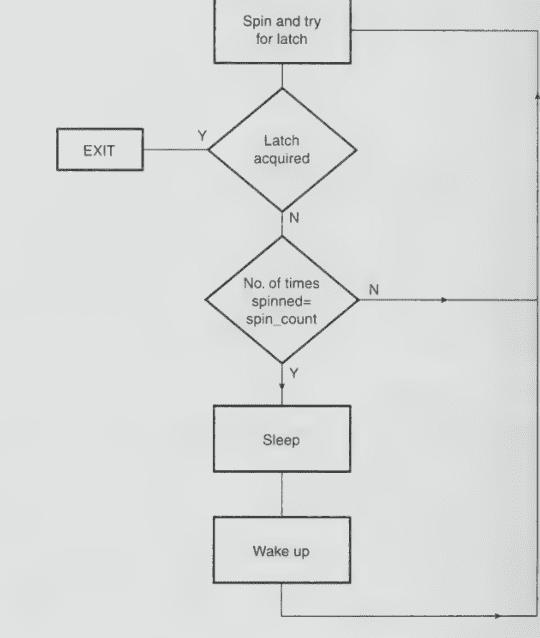 Spin and try
for latch
Y
Latch
acquired
EXIT
N
No. of times
spinned=
spin_count
N
Y
Sleep
Wake up